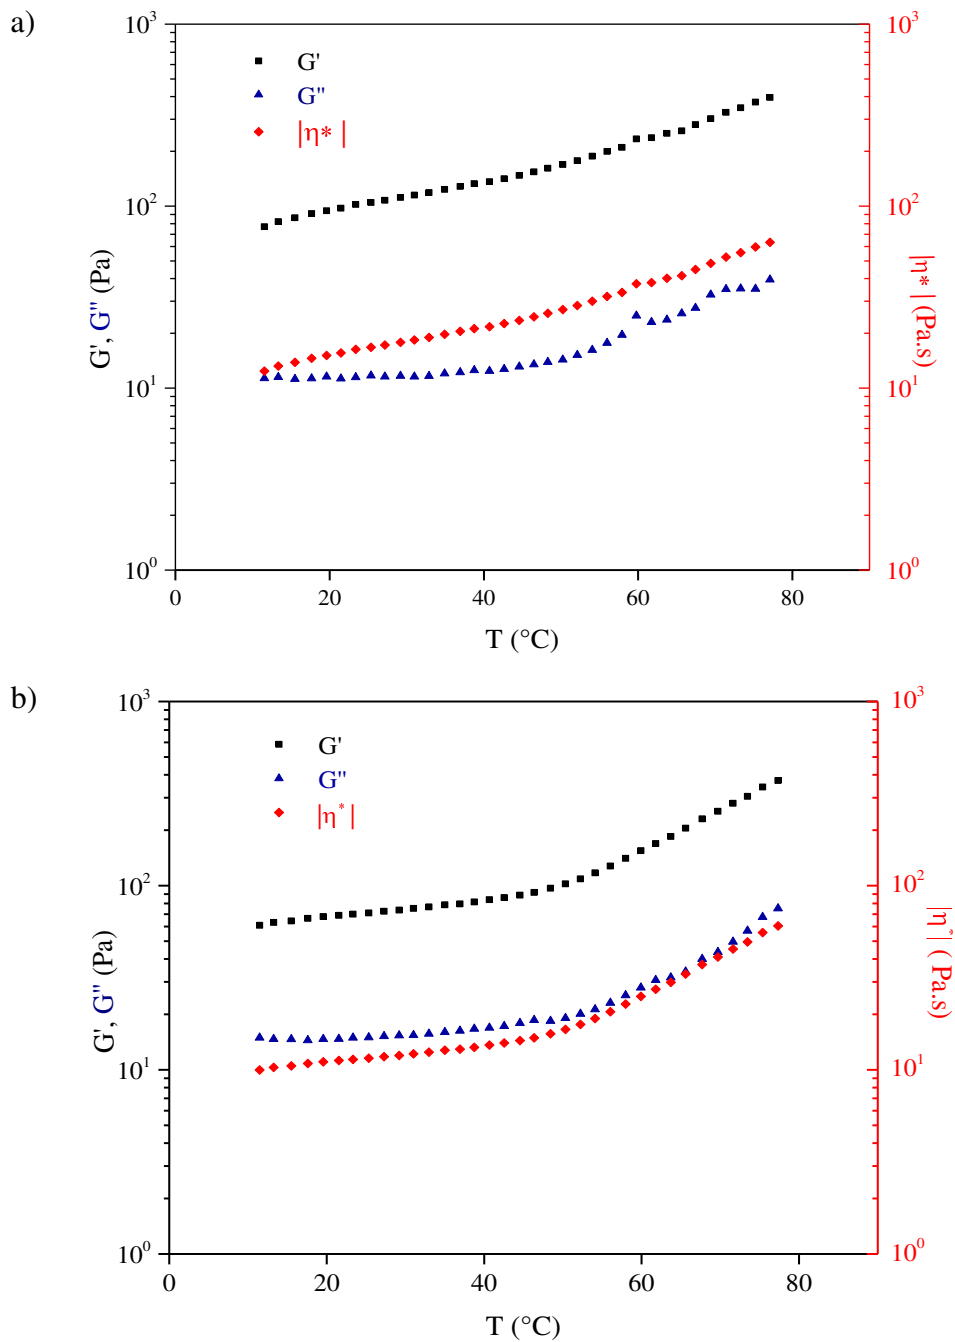 a)
10³
10²
10¹
10⁰
G', G'' (Pa)
G'
G''
|η*|
10³
10²
10¹
10⁰
|η*| (Pa.s)
0 20 40 60 80
T (°C)
b)
10³
10²
10¹
10⁰
G', G'' (Pa)
G'
G''
|η*|
10³
10²
10¹
10⁰
|η*| ( Pa.s)
0 20 40 60 80
T (°C)